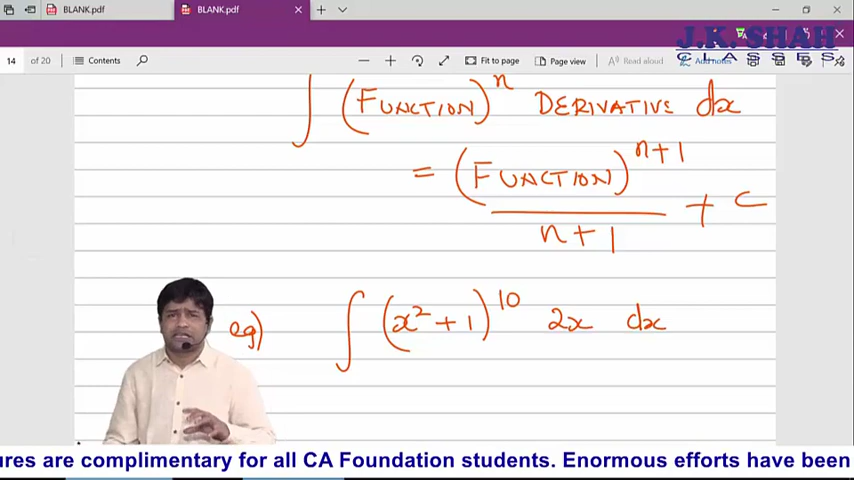 BLANK.pdf
BLANK.pdf
J.K. SHAH
CLASSES
14 of 20
Contents
Fit to page
Page view
Read aloud
Add notes
∫ (FUNCTION)^n DERIVATIVE dx
= (FUNCTION)^(n+1) / (n+1) + C
eg) ∫ (x² + 1)^10 2x dx
ures are complimentary for all CA Foundation students. Enormous efforts have been